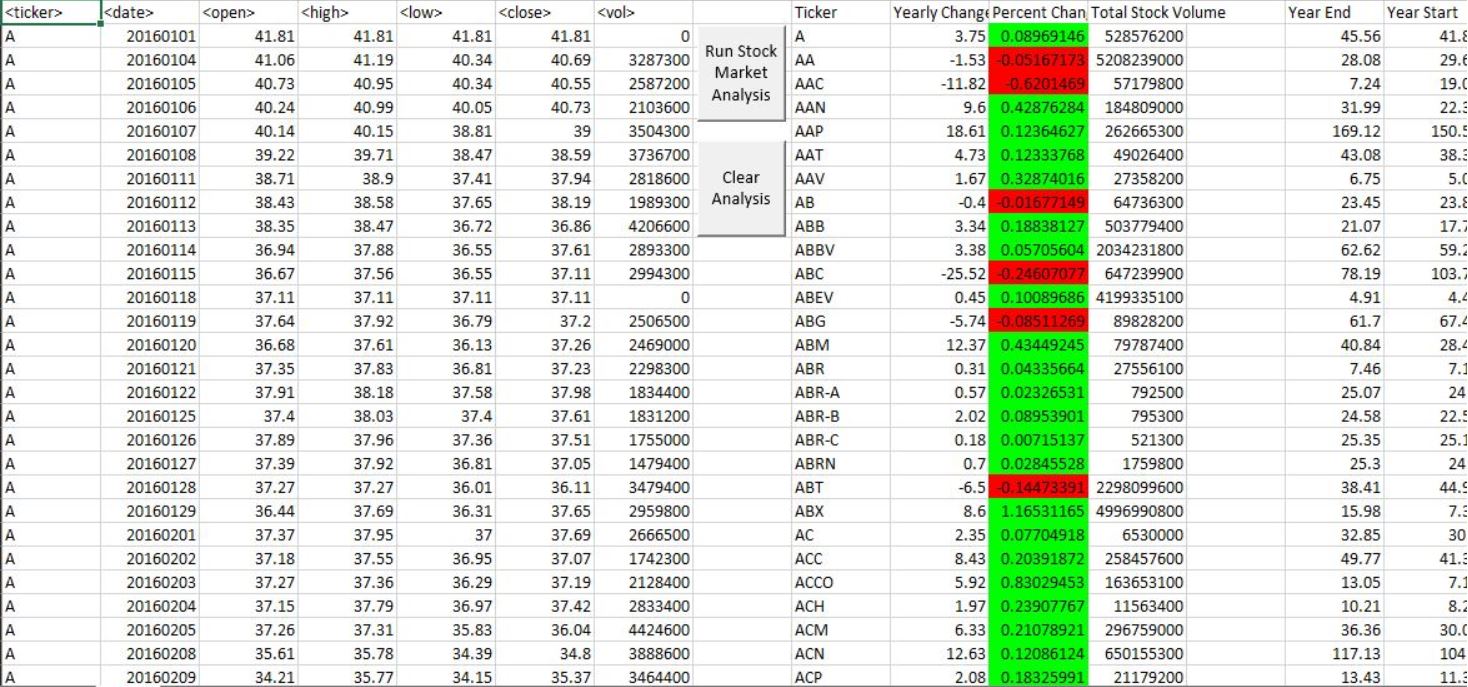 <ticker> <date> <open> <high> <low> <close> <vol> Ticker Yearly Change Percent Chan Total Stock Volume Year End Year Start
A 20160101 41.81 41.81 41.81 41.81 0 A 3.75 0.08969146 528576200 45.56 41.8
A 20160104 41.06 41.19 40.34 40.69 3287300 Run Stock AA -1.53 -0.05167173 5208239000 28.08 29.6
A 20160105 40.73 40.95 40.34 40.55 2587200 Market AAC -11.82 -0.6201469 57179800 7.24 19.0
A 20160106 40.24 40.99 40.05 40.73 2103600 Analysis AAN 9.6 0.42876284 184809000 31.99 22.3
A 20160107 40.14 40.15 38.81 39 3504300 AAP 18.61 0.12364627 262665300 169.12 150.5
A 20160108 39.22 39.71 38.47 38.59 3736700 AAT 4.73 0.12333768 49026400 43.08 38.3
A 20160111 38.71 38.9 37.41 37.94 2818600 Clear AAV 1.67 0.32874016 27358200 6.75 5.0
A 20160112 38.43 38.58 37.65 38.19 1989300 Analysis AB -0.4 -0.01677149 64736300 23.45 23.8
A 20160113 38.35 38.47 36.72 36.86 4206600 ABB 3.34 0.18838127 503779400 21.07 17.7
A 20160114 36.94 37.88 36.55 37.61 2893300 ABBV 3.38 0.05705604 2034231800 62.62 59.2
A 20160115 36.67 37.56 36.55 37.11 2994300 ABC -25.52 -0.24607077 647239900 78.19 103.7
A 20160118 37.11 37.11 37.11 37.11 0 ABEV 0.45 0.10089686 4199335100 4.91 4.4
A 20160119 37.64 37.92 36.79 37.2 2506500 ABG -5.74 -0.08511269 89828200 61.7 67.4
A 20160120 36.68 37.61 36.13 37.26 2469000 ABM 12.37 0.43449245 79787400 40.84 28.4
A 20160121 37.35 37.83 36.81 37.23 2298300 ABR 0.31 0.04335664 27556100 7.46 7.1
A 20160122 37.91 38.18 37.58 37.98 1834400 ABR-A 0.57 0.02326531 792500 25.07 24
A 20160125 37.4 38.03 37.4 37.61 1831200 ABR-B 2.02 0.08953901 795300 24.58 22.5
A 20160126 37.89 37.96 37.36 37.51 1755000 ABR-C 0.18 0.00715137 521300 25.35 25.1
A 20160127 37.39 37.92 36.81 37.05 1479400 ABRN 0.7 0.02845528 1759800 25.3 24
A 20160128 37.27 37.27 36.01 36.11 3479400 ABT -6.5 -0.14473391 2298099600 38.41 44.9
A 20160129 36.44 37.69 36.31 37.65 2959800 ABX 8.6 1.16531165 4996990800 15.98 7.3
A 20160201 37.37 37.95 37 37.69 2666500 AC 2.35 0.07704918 6530000 32.85 30
A 20160202 37.18 37.55 36.95 37.07 1742300 ACC 8.43 0.20391872 258457600 49.77 41.3
A 20160203 37.27 37.36 36.29 37.19 2128400 ACCO 5.92 0.83029453 163653100 13.05 7.1
A 20160204 37.15 37.79 36.97 37.42 2833400 ACH 1.97 0.23907767 11563400 10.21 8.2
A 20160205 37.26 37.31 35.83 36.04 4424600 ACM 6.33 0.21078921 296759000 36.36 30.0
A 20160208 35.61 35.78 34.39 34.8 3888600 ACN 12.63 0.12086124 650155300 117.13 104
A 20160209 34.21 35.77 34.15 35.37 3464400 ACP 2.08 0.18325991 21179200 13.43 11.3